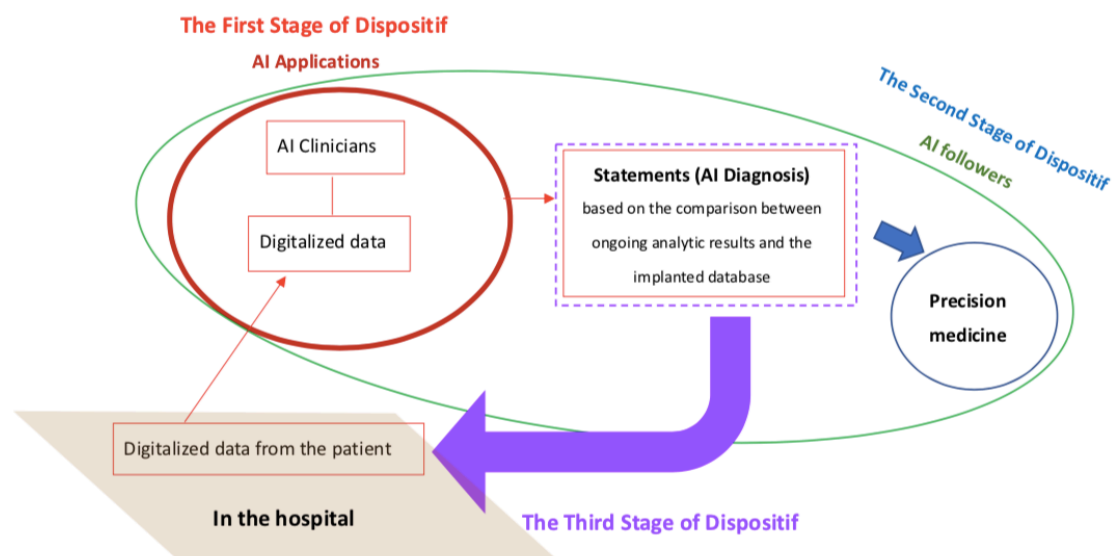 The First Stage of Dispositif
AI Applications
The Second Stage of Dispositif
AI followers
AI Clinicians
Digitalized data
Statements (AI Diagnosis)
based on the comparison between
ongoing analytic results and the
implanted database
Precision
medicine
Digitalized data from the patient
In the hospital
The Third Stage of Dispositif